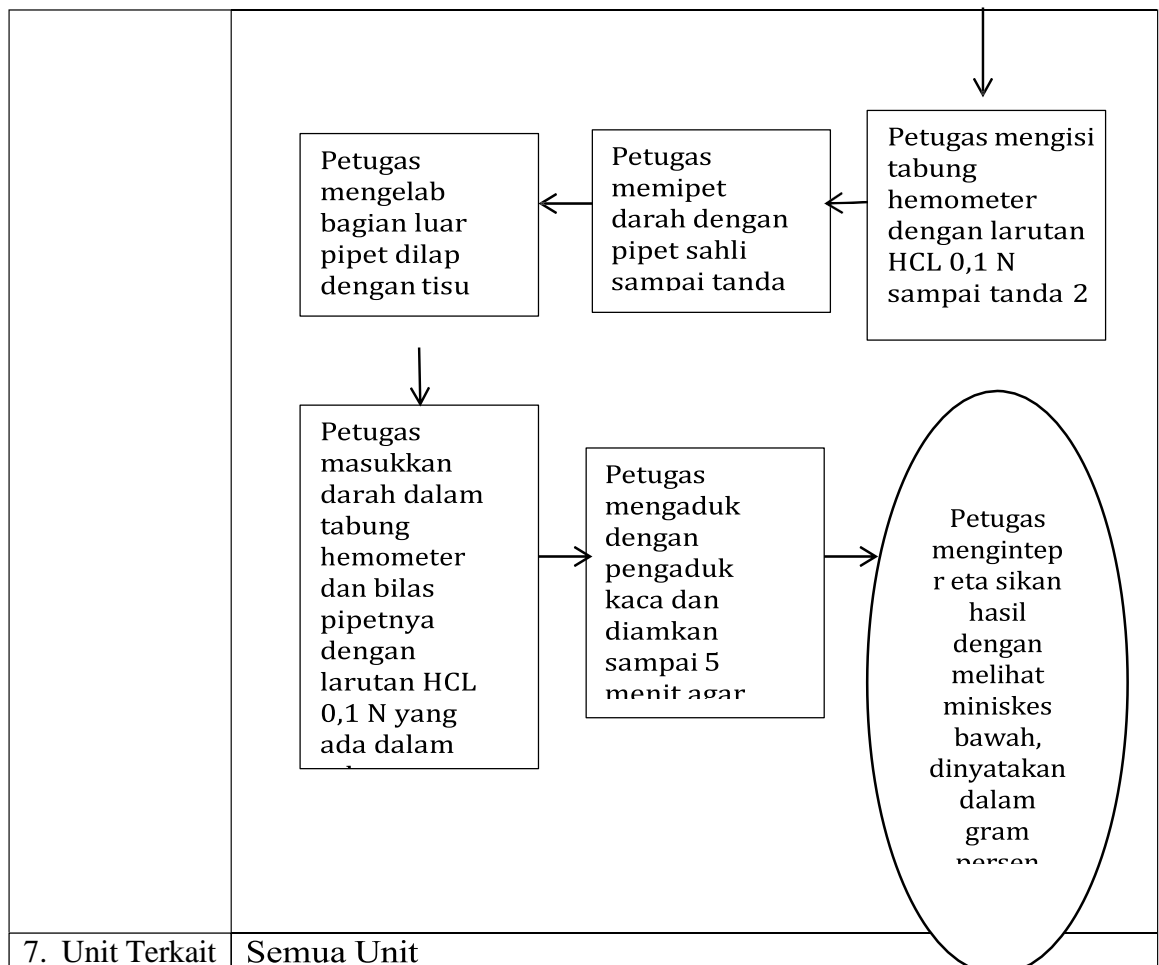 Petugas mengisi
tabung
hemometer
dengan larutan
HCL 0,1 N
sampai tanda 2
Petugas
memipet
darah dengan
pipet sahli
sampai tanda
Petugas
mengelab
bagian luar
pipet dilap
dengan tisu
Petugas
masukkan
darah dalam
tabung
hemometer
dan bilas
pipetnya
dengan
larutan HCL
0,1 N yang
ada dalam
Petugas
mengaduk
dengan
pengaduk
kaca dan
diamkan
sampai 5
menit agar
Petugas
mengintep
r eta sikan
hasil
dengan
melihat
miniskes
bawah,
dinyatakan
dalam
gram
persen
7. Unit Terkait
Semua Unit